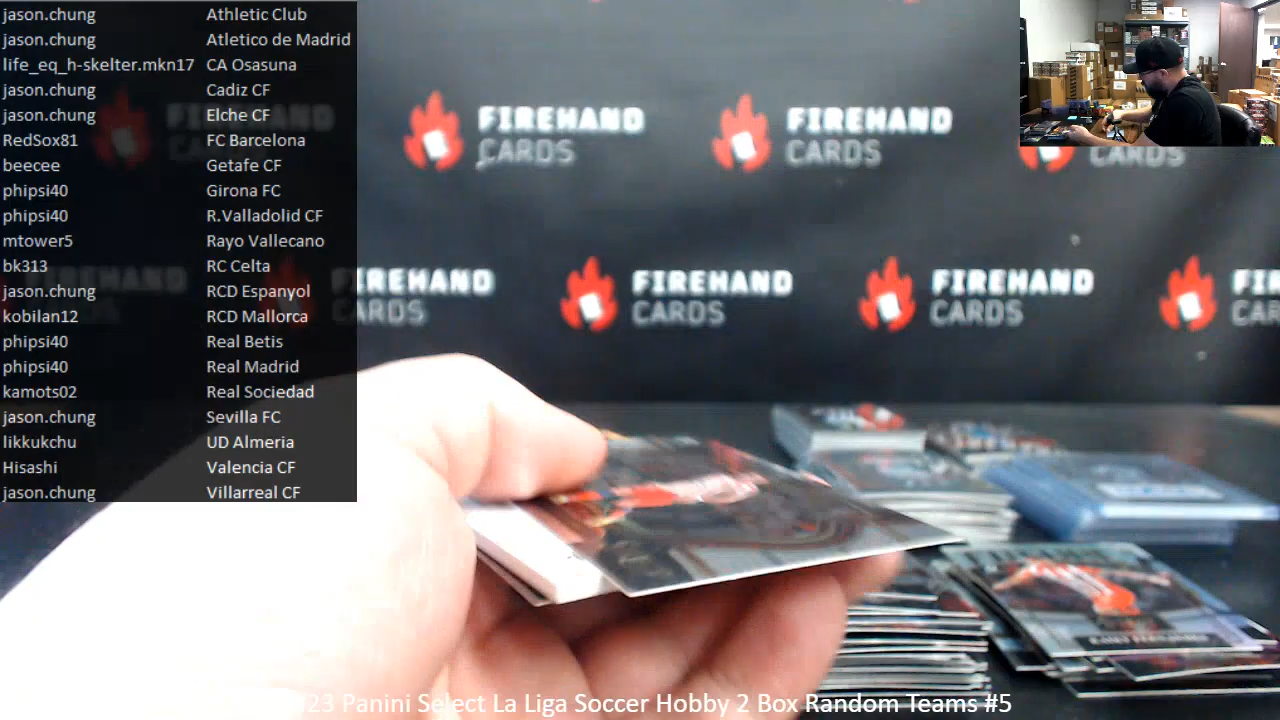 jason.chung Athletic Club
jason.chung Atletico de Madrid
life_eq_h-skelter.mkn17 CA Osasuna
jason.chung Cadiz CF
jason.chung Elche CF
RedSox81 FC Barcelona
beecee Getafe CF
phipsi40 Girona FC
phipsi40 R.Valladolid CF
mtower5 Rayo Vallecano
bk313 RC Celta
jason.chung RCD Espanyol
kobilan12 RCD Mallorca
phipsi40 Real Betis
phipsi40 Real Madrid
kamots02 Real Sociedad
jason.chung Sevilla FC
likkukchu UD Almeria
Hisashi Valencia CF
jason.chung Villarreal CF
FIREHAND
CARDS
FIREHAND
CARDS
CARDS
FIREHAND
CARDS
FIREHAND
CARDS
FIREHAND
CARDS
23 Panini Select La Liga Soccer Hobby 2 Box Random Teams #5